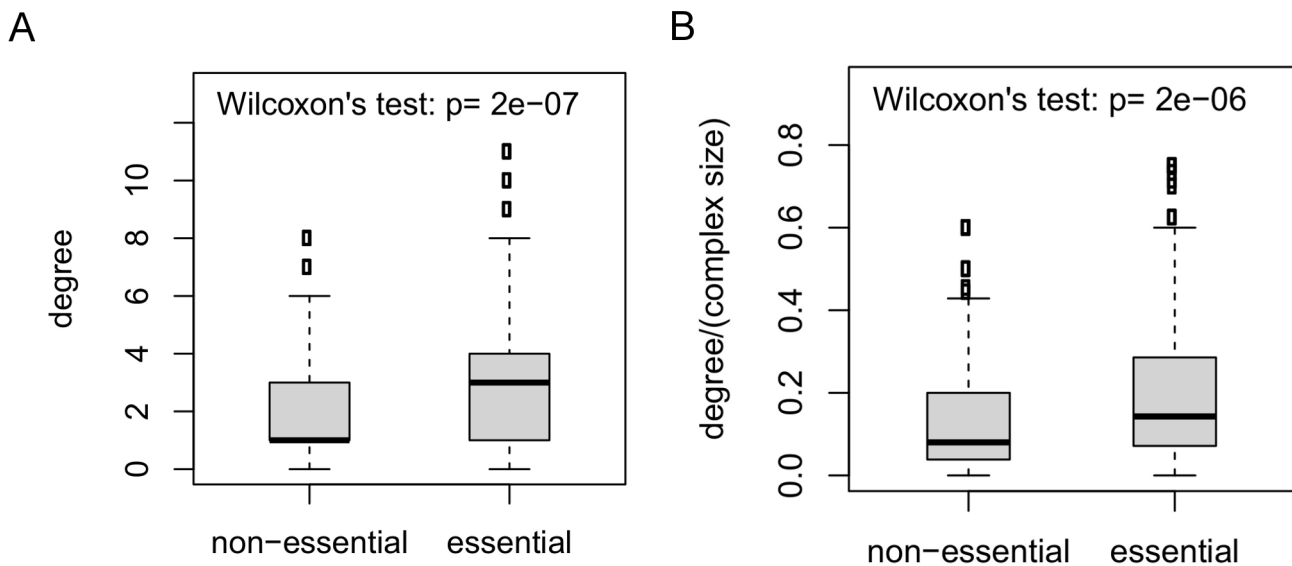 A
Wilcoxon's test: p= 2e−07
degree
10
8
6
4
2
0
non−essential
essential
B
Wilcoxon's test: p= 2e−06
degree/(complex size)
0.8
0.6
0.4
0.2
0.0
non−essential
essential